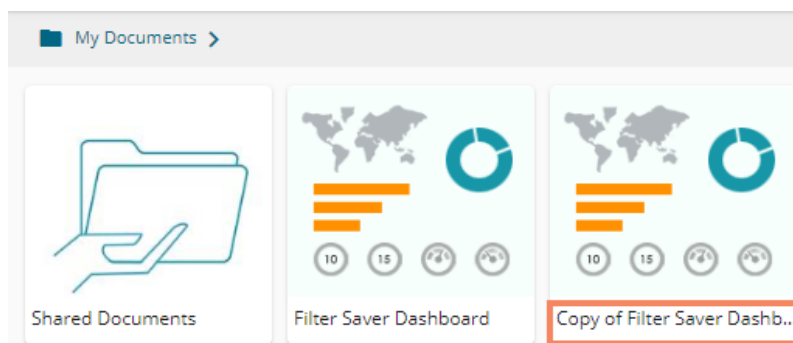 My Documents
10 15
10 15
Shared Documents
Filter Saver Dashboard
Copy of Filter Saver Dashb...